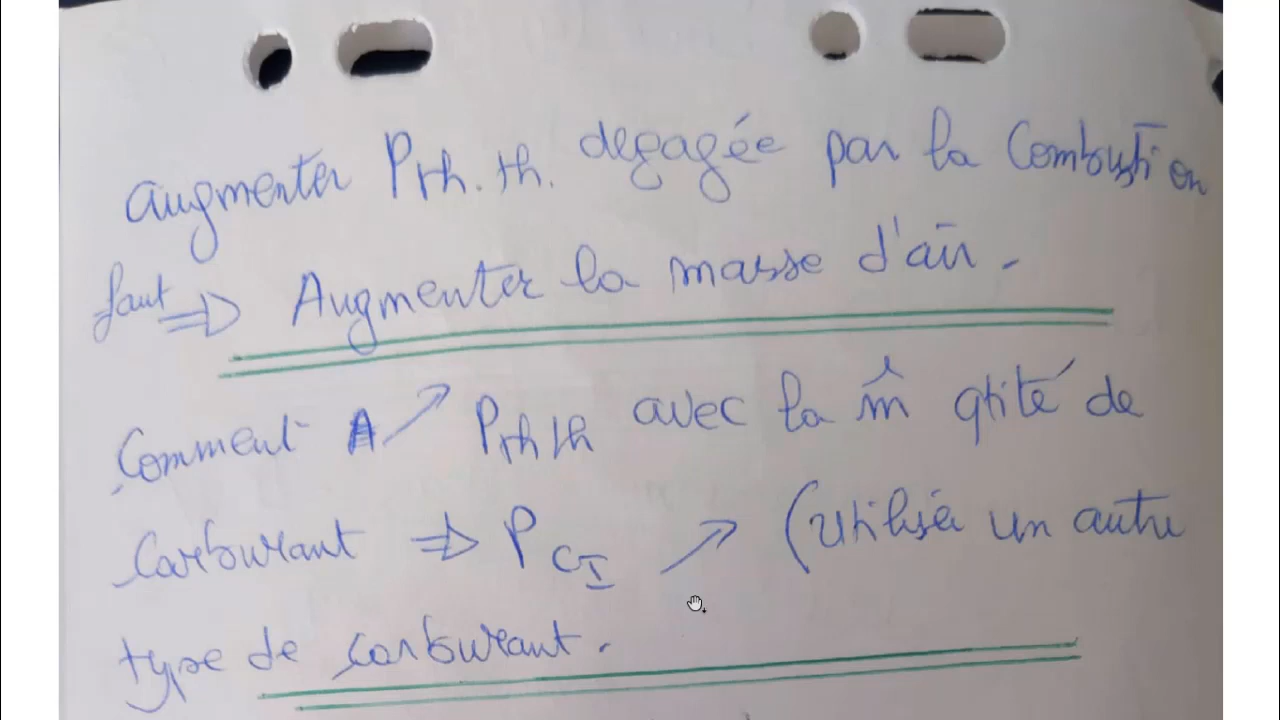 augmenter Pth.th. degagée par la Combustion
faut ⇒ Augmenter la masse d'air.
Comment ↗ Pth th avec la m̂ qtité de
carburant ⇒ PCI ↗ (utiliser un autre
type de carburant.